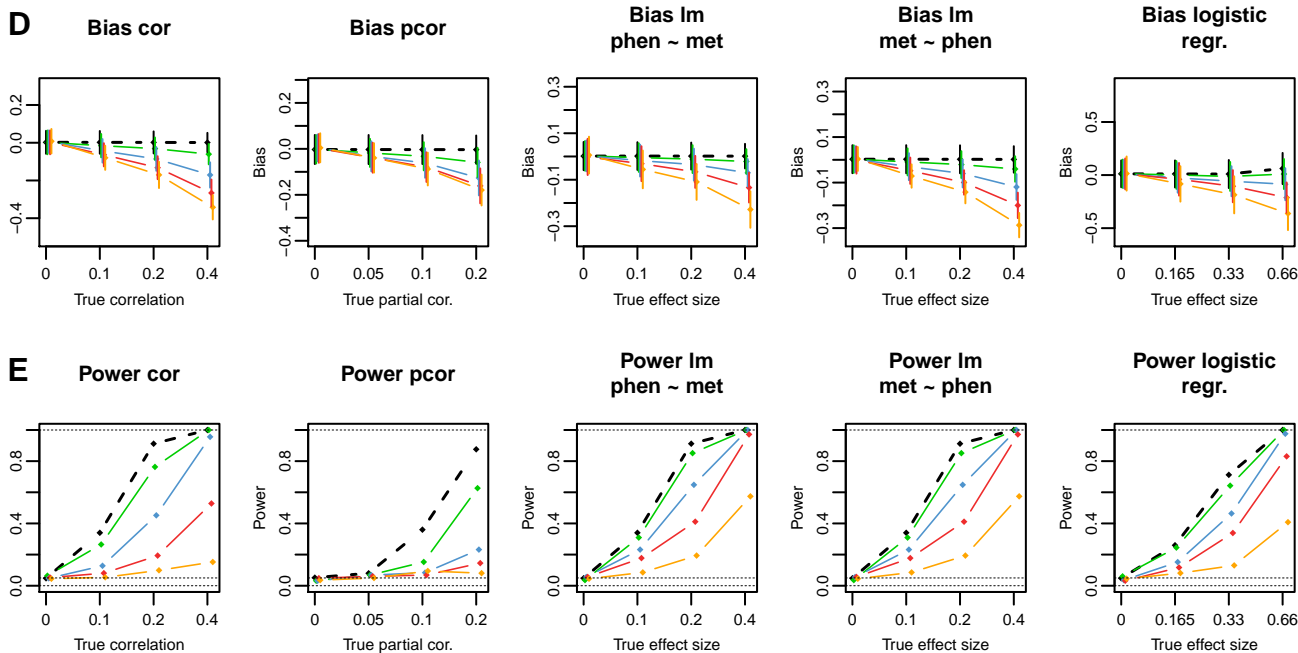 D
Bias cor
Bias pcor
Bias lm
phen ~ met
Bias lm
met ~ phen
Bias logistic
regr.
0.2
0.0
−0.4
0
0.1
0.2
0.4
True correlation
Bias
0.2
0.0
−0.2
−0.4
0
0.05
0.1
0.2
True partial cor.
Bias
0.3
0.1
−0.1
−0.3
0
0.1
0.2
0.4
True effect size
Bias
0.3
0.1
−0.1
−0.3
0
0.1
0.2
0.4
True effect size
Bias
0.5
0.0
−0.5
0
0.165
0.33
0.66
True effect size
E
Power cor
Power pcor
Power lm
phen ~ met
Power lm
met ~ phen
Power logistic
regr.
0.8
0.4
0.0
0
0.1
0.2
0.4
True correlation
Power
0.8
0.4
0.0
0
0.05
0.1
0.2
True partial cor.
Power
0.8
0.4
0.0
0
0.1
0.2
0.4
True effect size
Power
0.8
0.4
0.0
0
0.1
0.2
0.4
True effect size
Power
0.8
0.4
0.0
0
0.165
0.33
0.66
True effect size